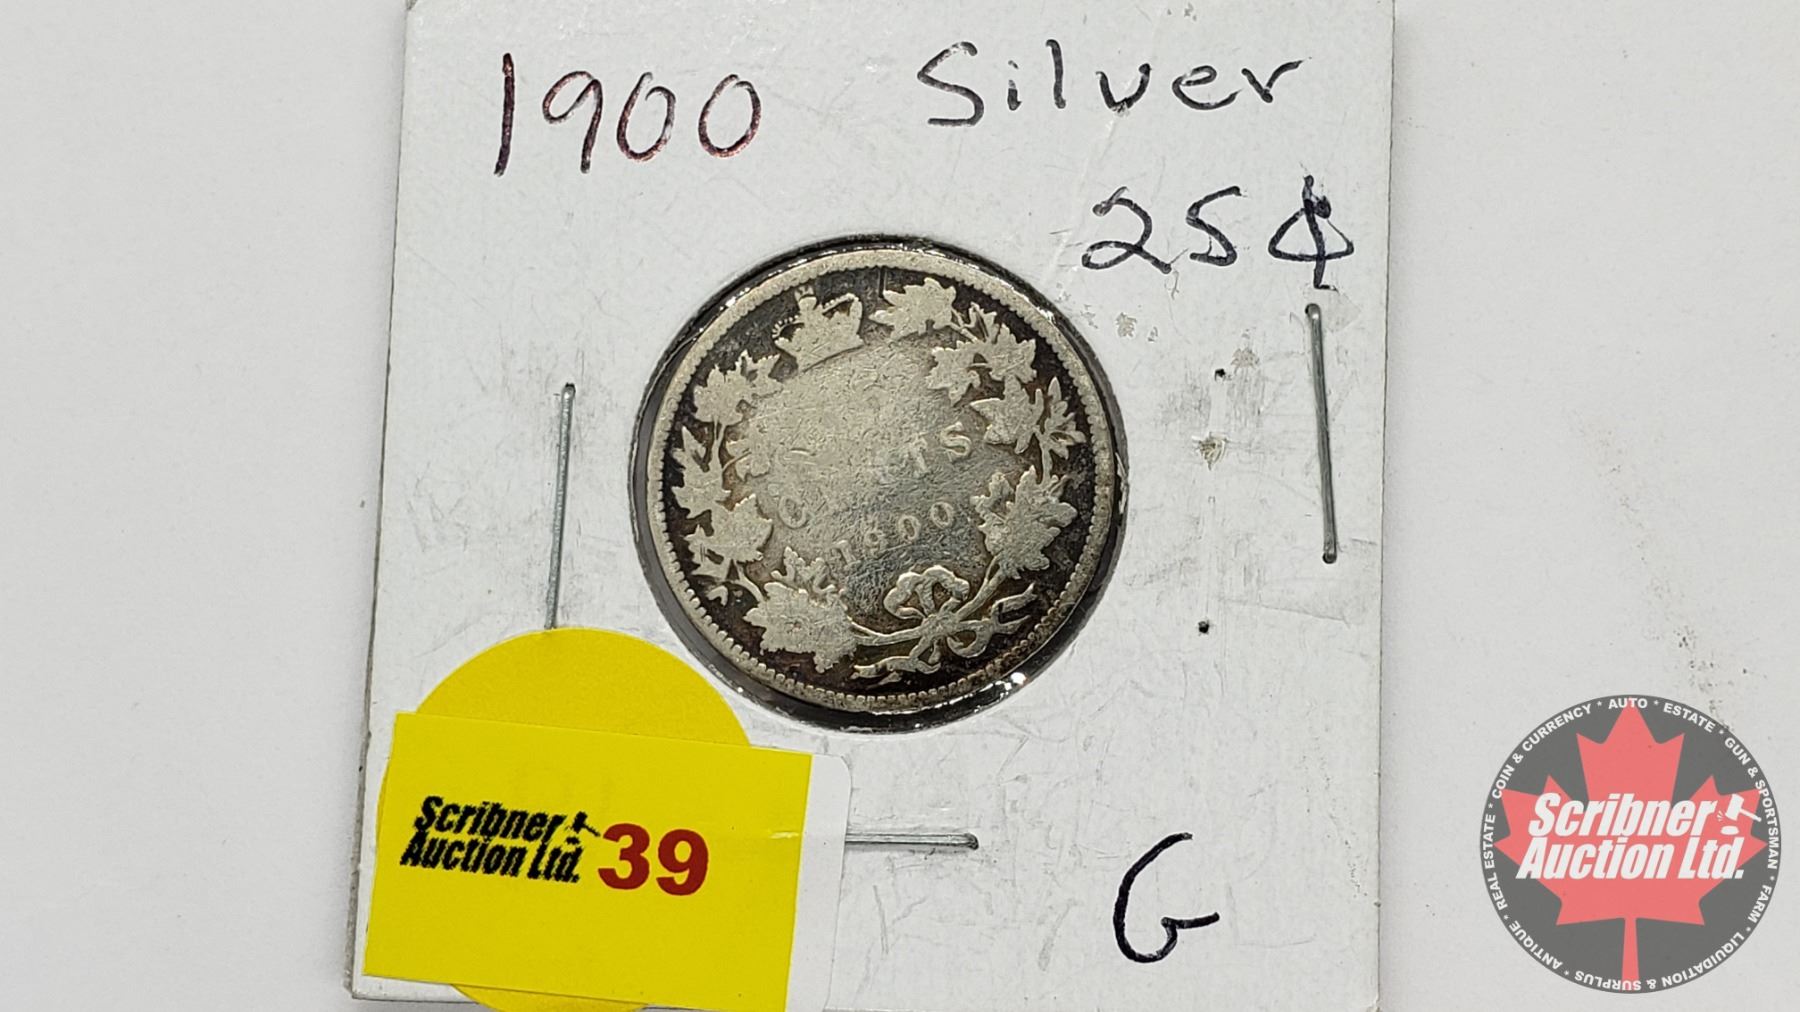 1900 Silver
25¢
CENTS
1900
Scribner
Auction Ltd. 39
G
COIN & CURRENCY * AUTO * ESTATE * GUN & SPORTSMAN * FARM * LIQUIDATION & SURPLUS * ANTIQUE * REAL ESTATE *
Scribner
Auction Ltd.